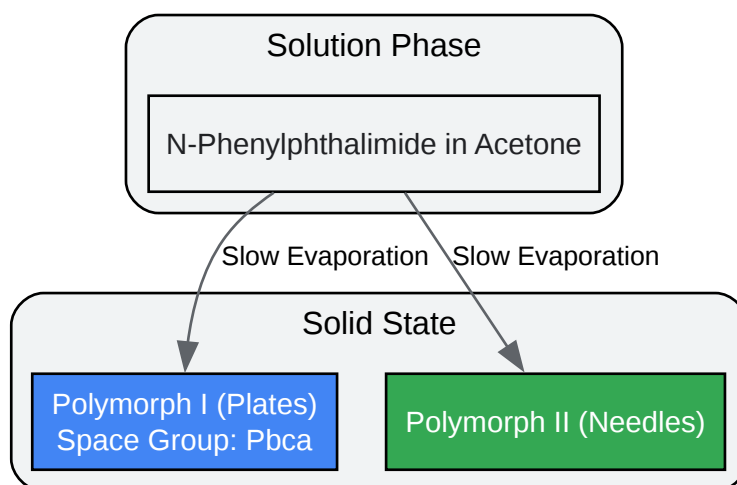 Solution Phase
N-Phenylphthalimide in Acetone
Slow Evaporation
Slow Evaporation
Solid State
Polymorph I (Plates)
Space Group: Pbca
Polymorph II (Needles)